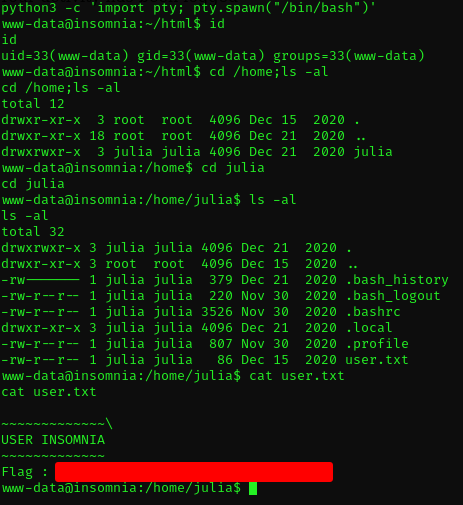 python3 -c 'import pty; pty.spawn("/bin/bash")'
www-data@insomnia:~/html$ id
id
uid=33(www-data) gid=33(www-data) groups=33(www-data)
www-data@insomnia:~/html$ cd /home;ls -al
cd /home;ls -al
total 12
drwxr-xr-x  3 root  root  4096 Dec 15  2020 .
drwxr-xr-x 18 root  root  4096 Dec 21  2020 ..
drwxrwxr-x  3 julia julia 4096 Dec 21  2020 julia
www-data@insomnia:/home$ cd julia
cd julia
www-data@insomnia:/home/julia$ ls -al
ls -al
total 32
drwxrwxr-x 3 julia julia 4096 Dec 21  2020 .
drwxr-xr-x 3 root  root  4096 Dec 15  2020 ..
-rw------- 1 julia julia  379 Dec 21  2020 .bash_history
-rw-r--r-- 1 julia julia  220 Nov 30  2020 .bash_logout
-rw-r--r-- 1 julia julia 3526 Nov 30  2020 .bashrc
drwxr-xr-x 3 julia julia 4096 Dec 21  2020 .local
-rw-r--r-- 1 julia julia  807 Nov 30  2020 .profile
-rw-r--r-- 1 julia julia   86 Dec 15  2020 user.txt
www-data@insomnia:/home/julia$ cat user.txt
cat user.txt
~~~~~~~~~~~~~\
USER INSOMNIA
~~~~~~~~~~~~~
Flag :
www-data@insomnia:/home/julia$